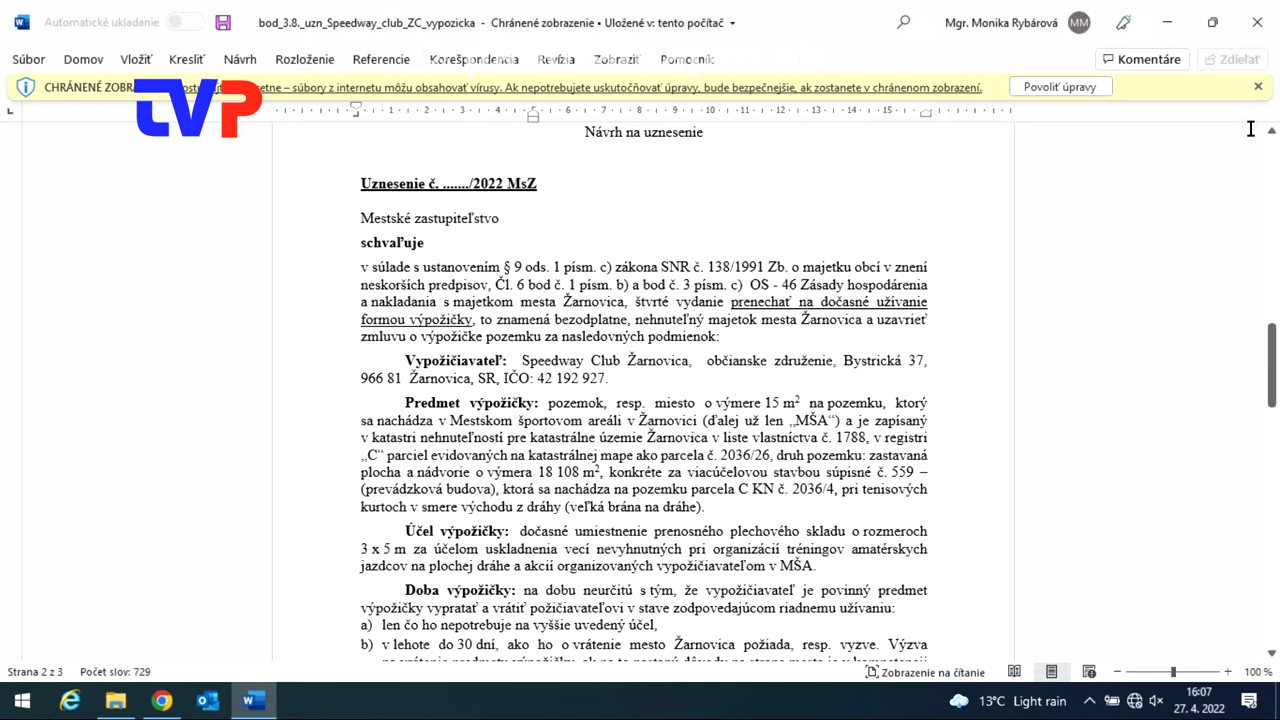 Automatické ukladanie
bod_3.8._uzn_Speedway_club_ZC_vypozicka - Chránené zobrazenie • Uložené v: tento počítač
Mgr. Monika Rybárová MM
Súbor Domov Vložiť Kresliť Návrh Rozloženie Referencie Korešpondencia Revízia Zobraziť Pomocník Komentáre Zdieľať
CHRÁNENÉ ZOBRA – súbory z internetu môžu obsahovať vírusy. Ak nepotrebujete uskutočňovať úpravy, bude bezpečnejšie, ak zostanete v chránenom zobrazení. Povoliť úpravy
TVP
Návrh na uznesenie
Uznesenie č. ......./2022 MsZ
Mestské zastupiteľstvo
schvaľuje
v súlade s ustanovením § 9 ods. 1 písm. c) zákona SNR č. 138/1991 Zb. o majetku obcí v znení
neskorších predpisov, Čl. 6 bod č. 1 písm. b) a bod č. 3 písm. c) OS - 46 Zásady hospodárenia
a nakladania s majetkom mesta Žarnovica, štvrté vydanie prenechať na dočasné užívanie
formou výpožičky, to znamená bezodplatne, nehnuteľný majetok mesta Žarnovica a uzavrieť
zmluvu o výpožičke pozemku za nasledovných podmienok:
Vypožičiavateľ: Speedway Club Žarnovica, občianske združenie, Bystrická 37,
966 81 Žarnovica, SR, IČO: 42 192 927.
Predmet výpožičky: pozemok, resp. miesto o výmere 15 m² na pozemku, ktorý
sa nachádza v Mestskom športovom areáli v Žarnovici (ďalej už len „MŠA“) a je zapísaný
v katastri nehnuteľností pre katastrálne územie Žarnovica v liste vlastníctva č. 1788, v registri
„C“ parciel evidovaných na katastrálnej mape ako parcela č. 2036/26, druh pozemku: zastavaná
plocha a nádvorie o výmera 18 108 m², konkréte za viacúčelovou stavbou súpisné č. 559 –
(prevádzková budova), ktorá sa nachádza na pozemku parcela C KN č. 2036/4, pri tenisových
kurtoch v smere východu z dráhy (veľká brána na dráhe).
Účel výpožičky: dočasné umiestnenie prenosného plechového skladu o rozmeroch
3 x 5 m za účelom uskladnenia vecí nevyhnutných pri organizácií tréningov amatérskych
jazdcov na plochej dráhe a akcií organizovaných vypožičiavateľom v MŠA.
Doba výpožičky: na dobu neurčitú s tým, že vypožičiavateľ je povinný predmet
výpožičky vypratať a vrátiť požičiavateľovi v stave zodpovedajúcom riadnemu užívaniu:
a) len čo ho nepotrebuje na vyššie uvedený účel,
b) v lehote do 30 dní, ako ho o vrátenie mesto Žarnovica požiada, resp. vyzve. Výzva
Strana 2 z 3 Počet slov: 729 Zobrazenie na čítanie 100 %
13°C Light rain 16:07
27. 4. 2022